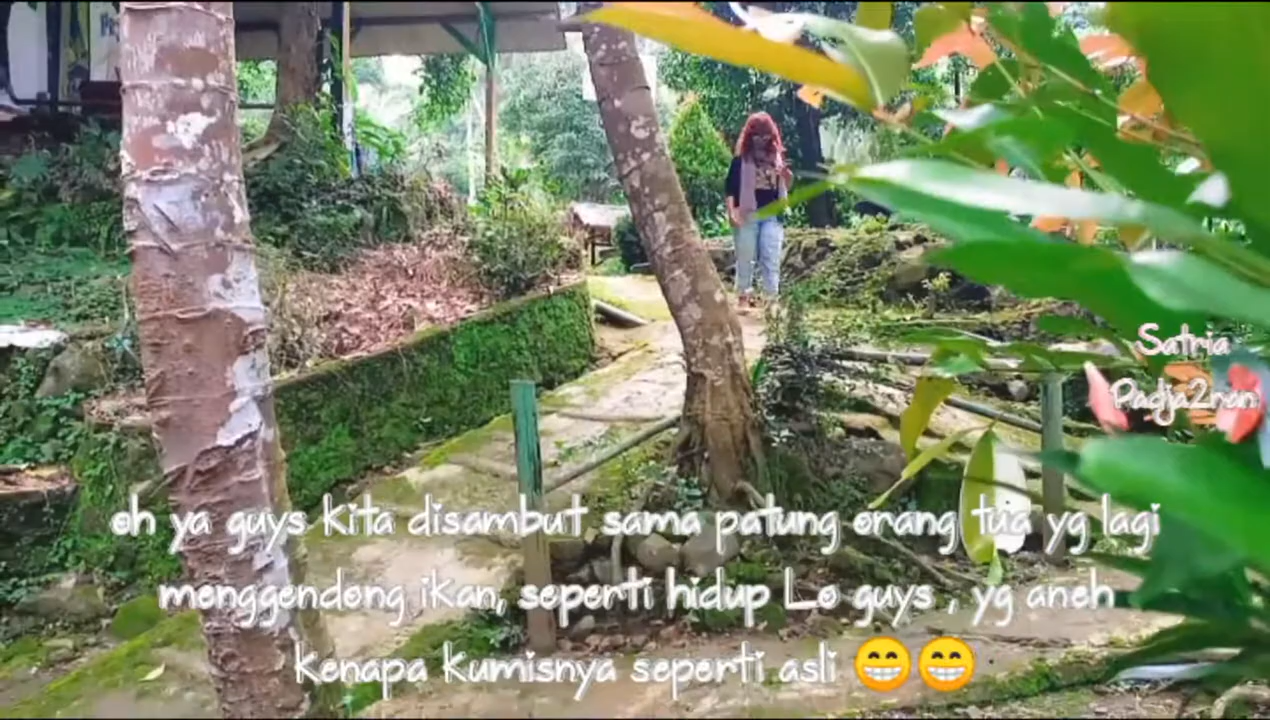 Satria
Padja2ran
oh ya guys kita disambut sama patung orang tua yg lagi
menggendong ikan, seperti hidup Lo guys , yg aneh
kenapa kumisnya seperti asli 😁😁